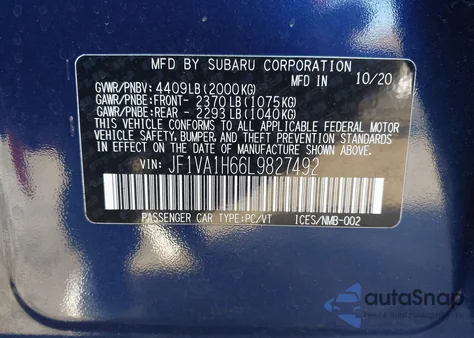 MFD BY SUBARU CORPORATION 10/20
GVWR/PNBV: 4409LB(2000KG)
GAWR/PNBE:FRONT- 2370LB(1075KG)
GAWR/PNBE:REAR - 2293LB(1040KG)
THIS VEHICLE CONFORMS TO ALL APPLICABLE FEDERAL MOTOR
VEHICLE SAFETY, BUMPER, AND THEFT PREVENTION STANDARDS
IN EFFECT ON THE DATE OF MANUFACTURE SHOWN ABOVE.
VIN: JF1VA1H66L9827492
PASSENGER CAR TYPE:PC/VT ICES/NMB-002
autoSnap